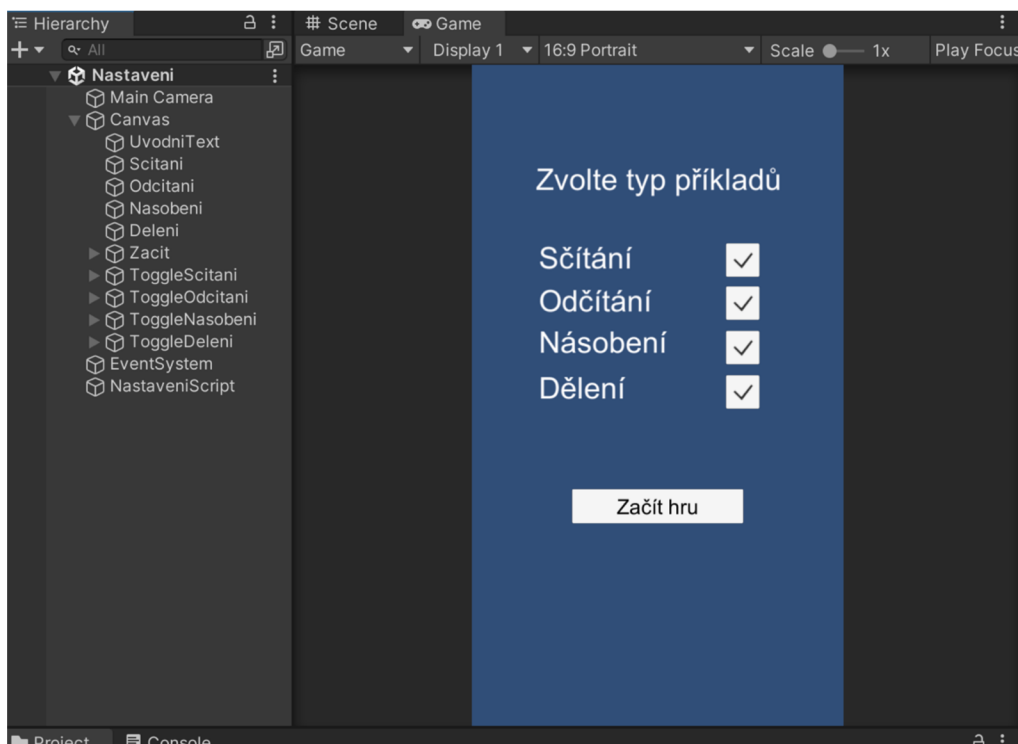 Hierarchy
All
Nastaveni
Main Camera
Canvas
UvodniText
Scitani
Odcitani
Nasobeni
Deleni
Zacit
ToggleScitani
ToggleOdcitani
ToggleNasobeni
ToggleDeleni
EventSystem
NastaveniScript
Scene Game
Game Display 1 16:9 Portrait Scale 1x Play Focus
Zvolte typ příkladů
Sčítání
Odčítání
Násobení
Dělení
Začít hru
Project Console